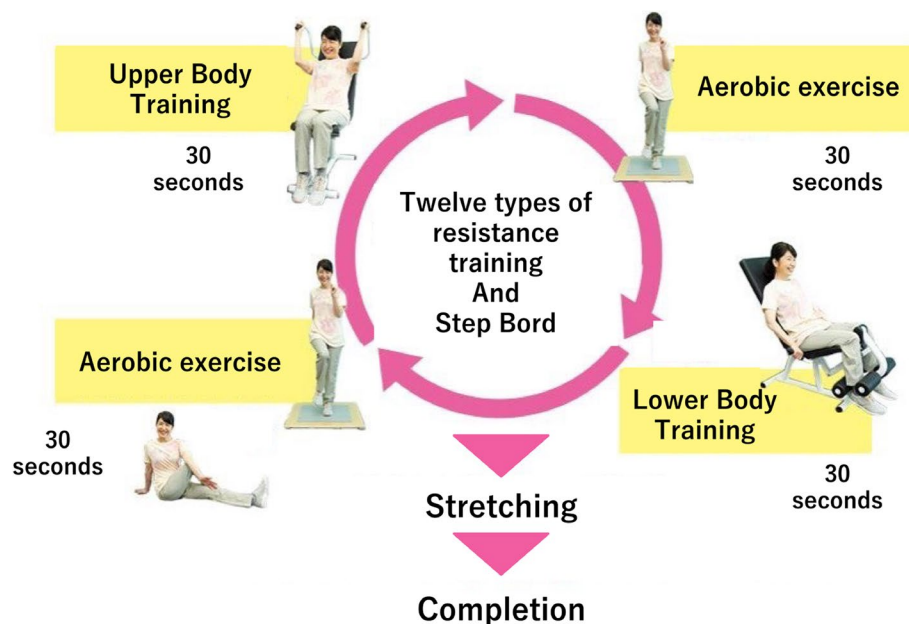 Upper Body
Training
30
seconds
Aerobic exercise
30
seconds
Twelve types of
resistance
training
And
Step Bord
Aerobic exercise
30
seconds
Lower Body
Training
30
seconds
Stretching
Completion